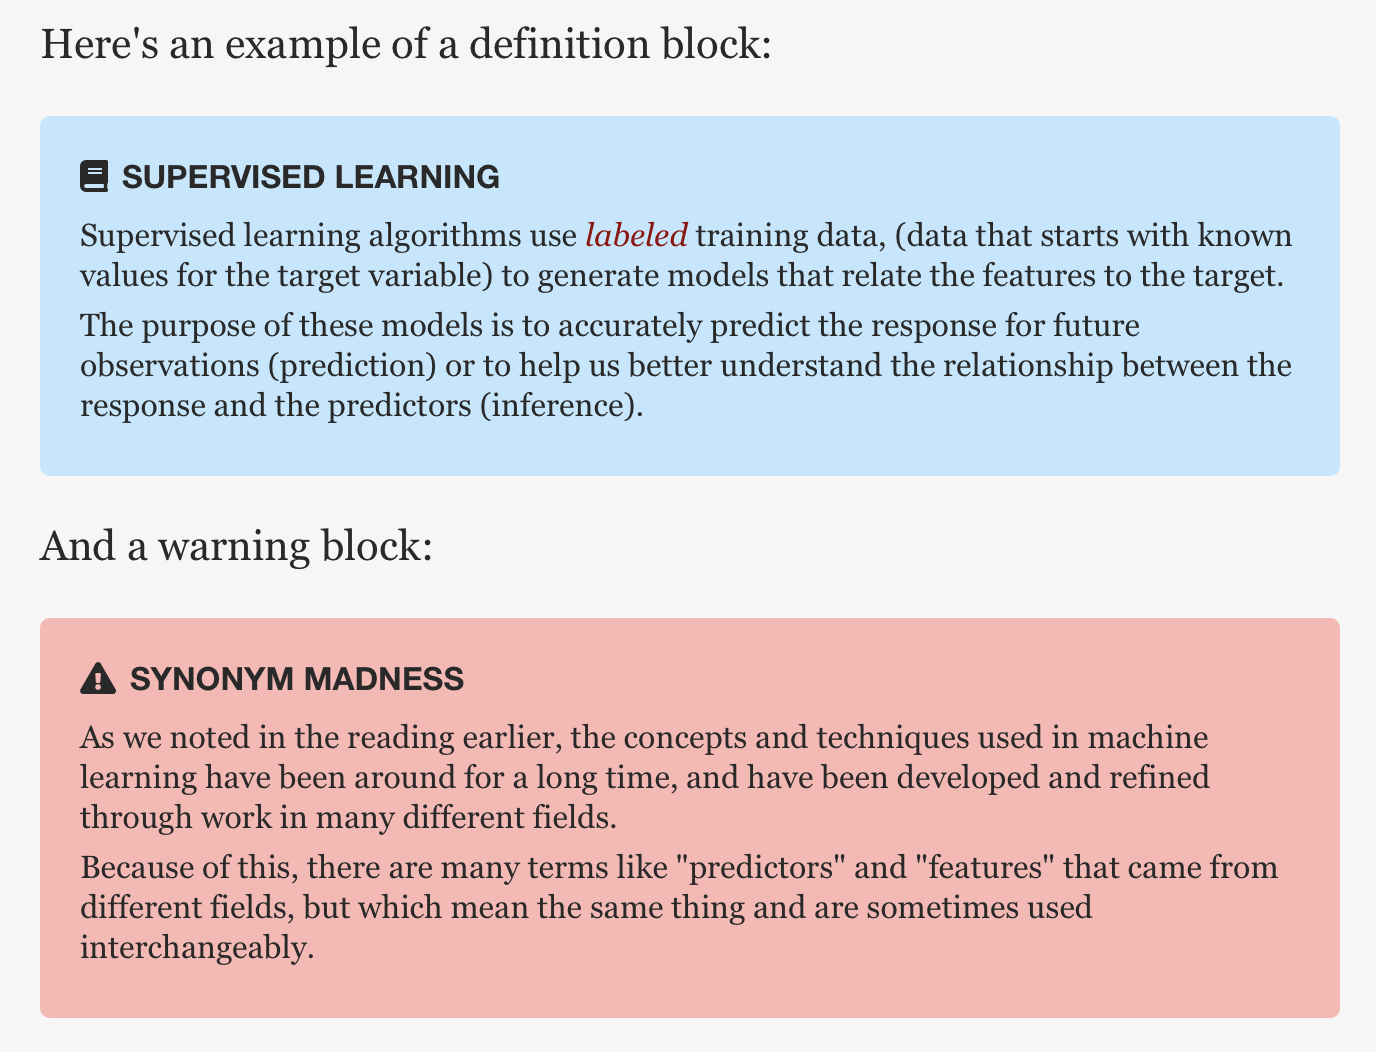 Here's an example of a definition block:
SUPERVISED LEARNING
Supervised learning algorithms use labeled training data, (data that starts with known
values for the target variable) to generate models that relate the features to the target.
The purpose of these models is to accurately predict the response for future
observations (prediction) or to help us better understand the relationship between the
response and the predictors (inference).
And a warning block:
SYNONYM MADNESS
As we noted in the reading earlier, the concepts and techniques used in machine
learning have been around for a long time, and have been developed and refined
through work in many different fields.
Because of this, there are many terms like "predictors" and "features" that came from
different fields, but which mean the same thing and are sometimes used
interchangeably.